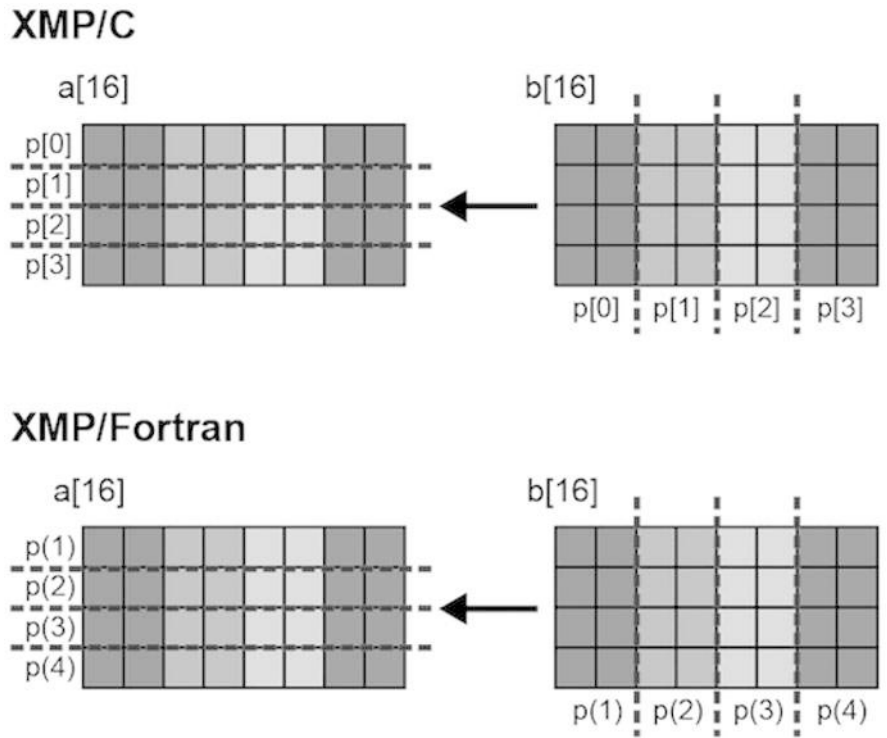 XMP/C
a[16]
b[16]
p[0]
p[1]
p[2]
p[3]
p[0] p[1] p[2] p[3]
XMP/Fortran
a[16]
b[16]
p(1)
p(2)
p(3)
p(4)
p(1) p(2) p(3) p(4)